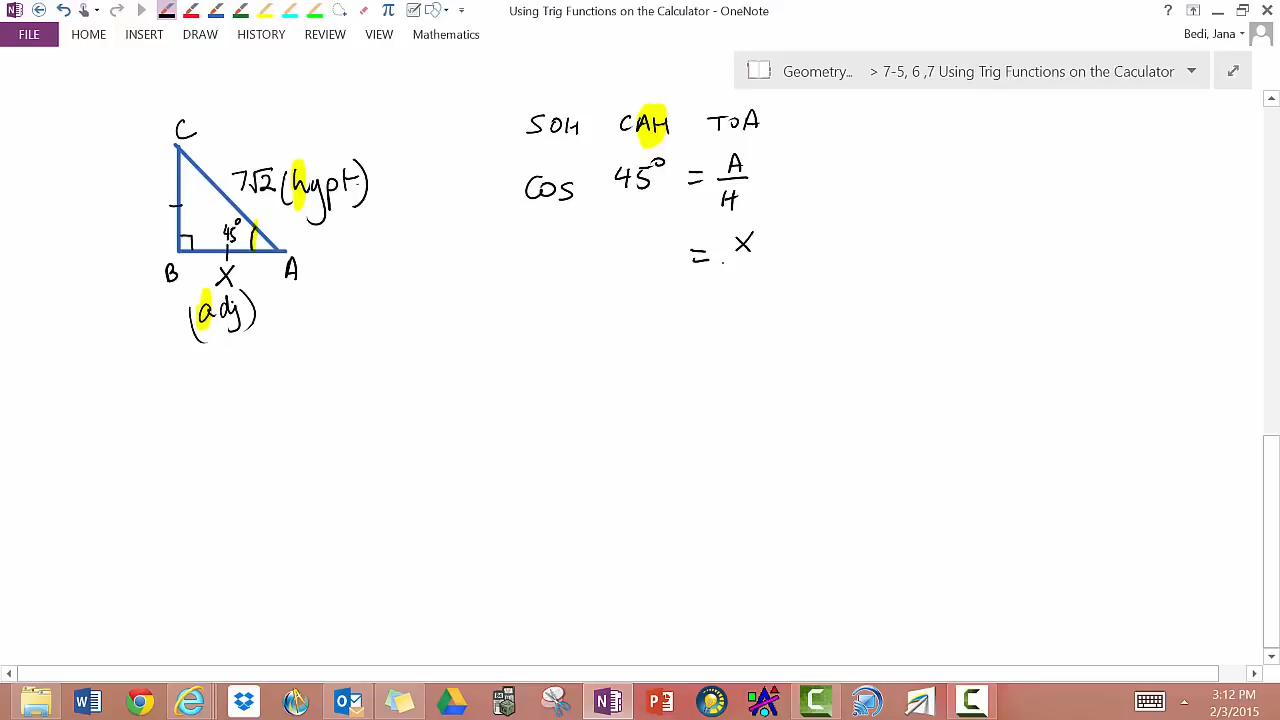 Using Trig Functions on the Calculator - OneNote
?
FILE HOME INSERT DRAW HISTORY REVIEW VIEW Mathematics
Bedi, Jana
Geometry... > 7-5, 6 ,7 Using Trig Functions on the Caculator
SOH CAH TOA
C
7√2 (hypt.)
cos 45° = A/H
45°
= x
B X A
(adj)
3:12 PM
2/3/2015